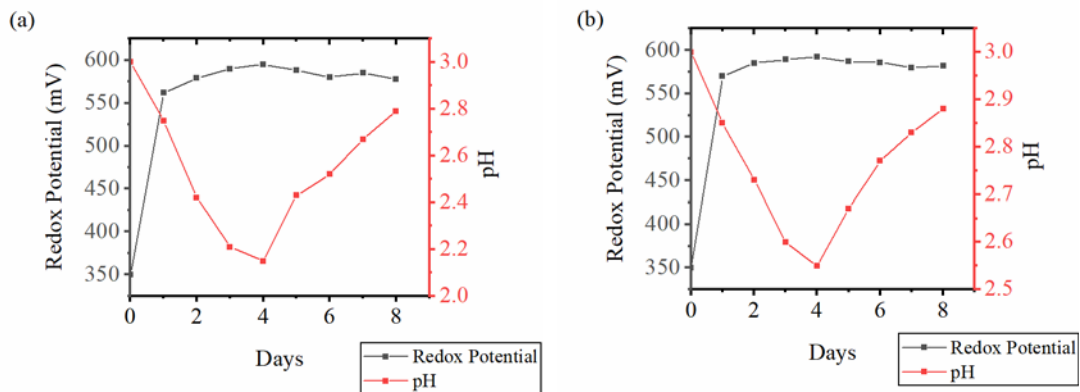 (a)
600
550
500
450
400
350
Redox Potential (mV)
0
2
4
6
8
Days
3.0
2.8
2.6
2.4
2.2
2.0
pH
Redox Potential
pH
(b)
600
550
500
450
400
350
Redox Potential (mV)
0
2
4
6
8
Days
3.0
2.9
2.8
2.7
2.6
2.5
pH
Redox Potential
pH